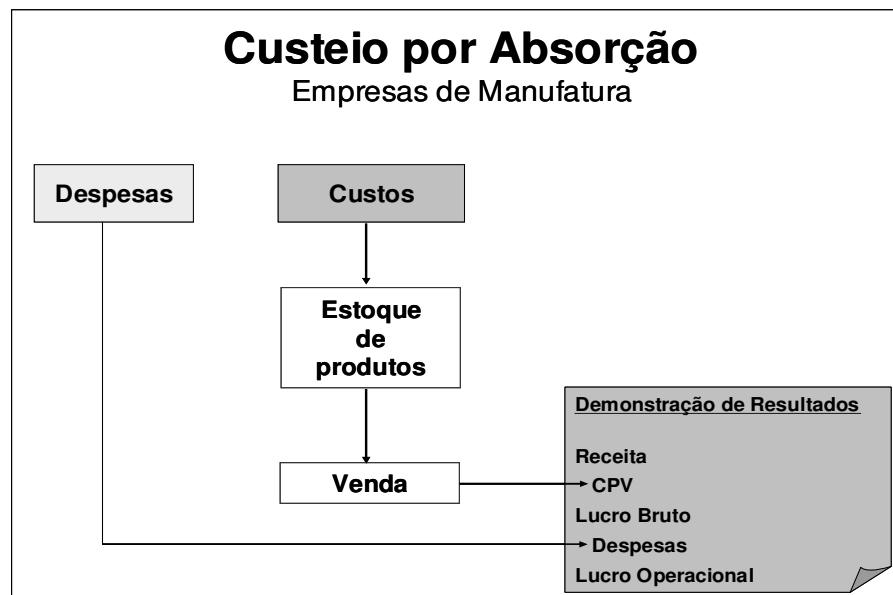 Custeio por Absorção
Empresas de Manufatura
Despesas
Custos
Estoque
de
produtos
Venda
Demonstração de Resultados
Receita
CPV
Lucro Bruto
Despesas
Lucro Operacional